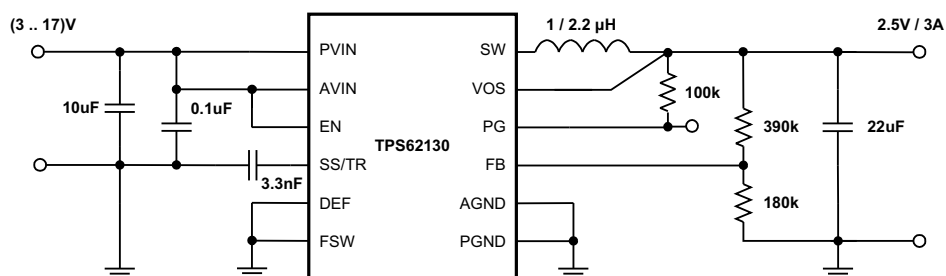 (3 .. 17)V
1 / 2.2 µH
2.5V / 3A
PVIN
SW
AVIN
VOS
100k
10uF
0.1uF
EN
PG
390k
22uF
TPS62130
SS/TR
FB
3.3nF
180k
DEF
AGND
FSW
PGND